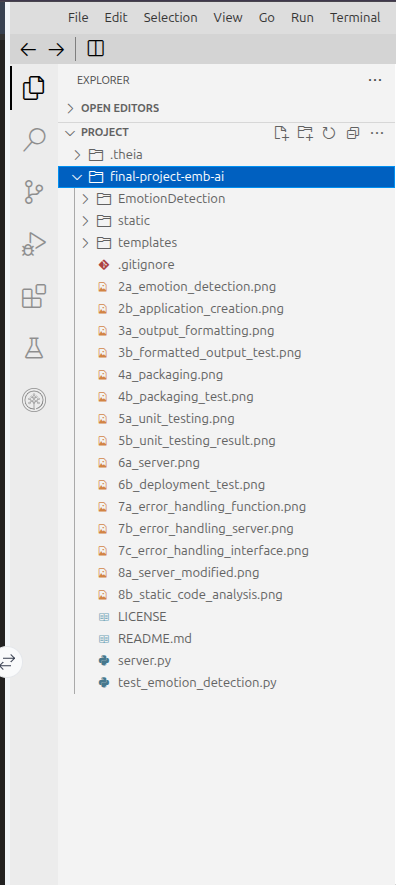 File Edit Selection View Go Run Terminal
EXPLORER
OPEN EDITORS
PROJECT
.theia
final-project-emb-ai
EmotionDetection
static
templates
.gitignore
2a_emotion_detection.png
2b_application_creation.png
3a_output_formatting.png
3b_formatted_output_test.png
4a_packaging.png
4b_packaging_test.png
5a_unit_testing.png
5b_unit_testing_result.png
6a_server.png
6b_deployment_test.png
7a_error_handling_function.png
7b_error_handling_server.png
7c_error_handling_interface.png
8a_server_modified.png
8b_static_code_analysis.png
LICENSE
README.md
server.py
test_emotion_detection.py